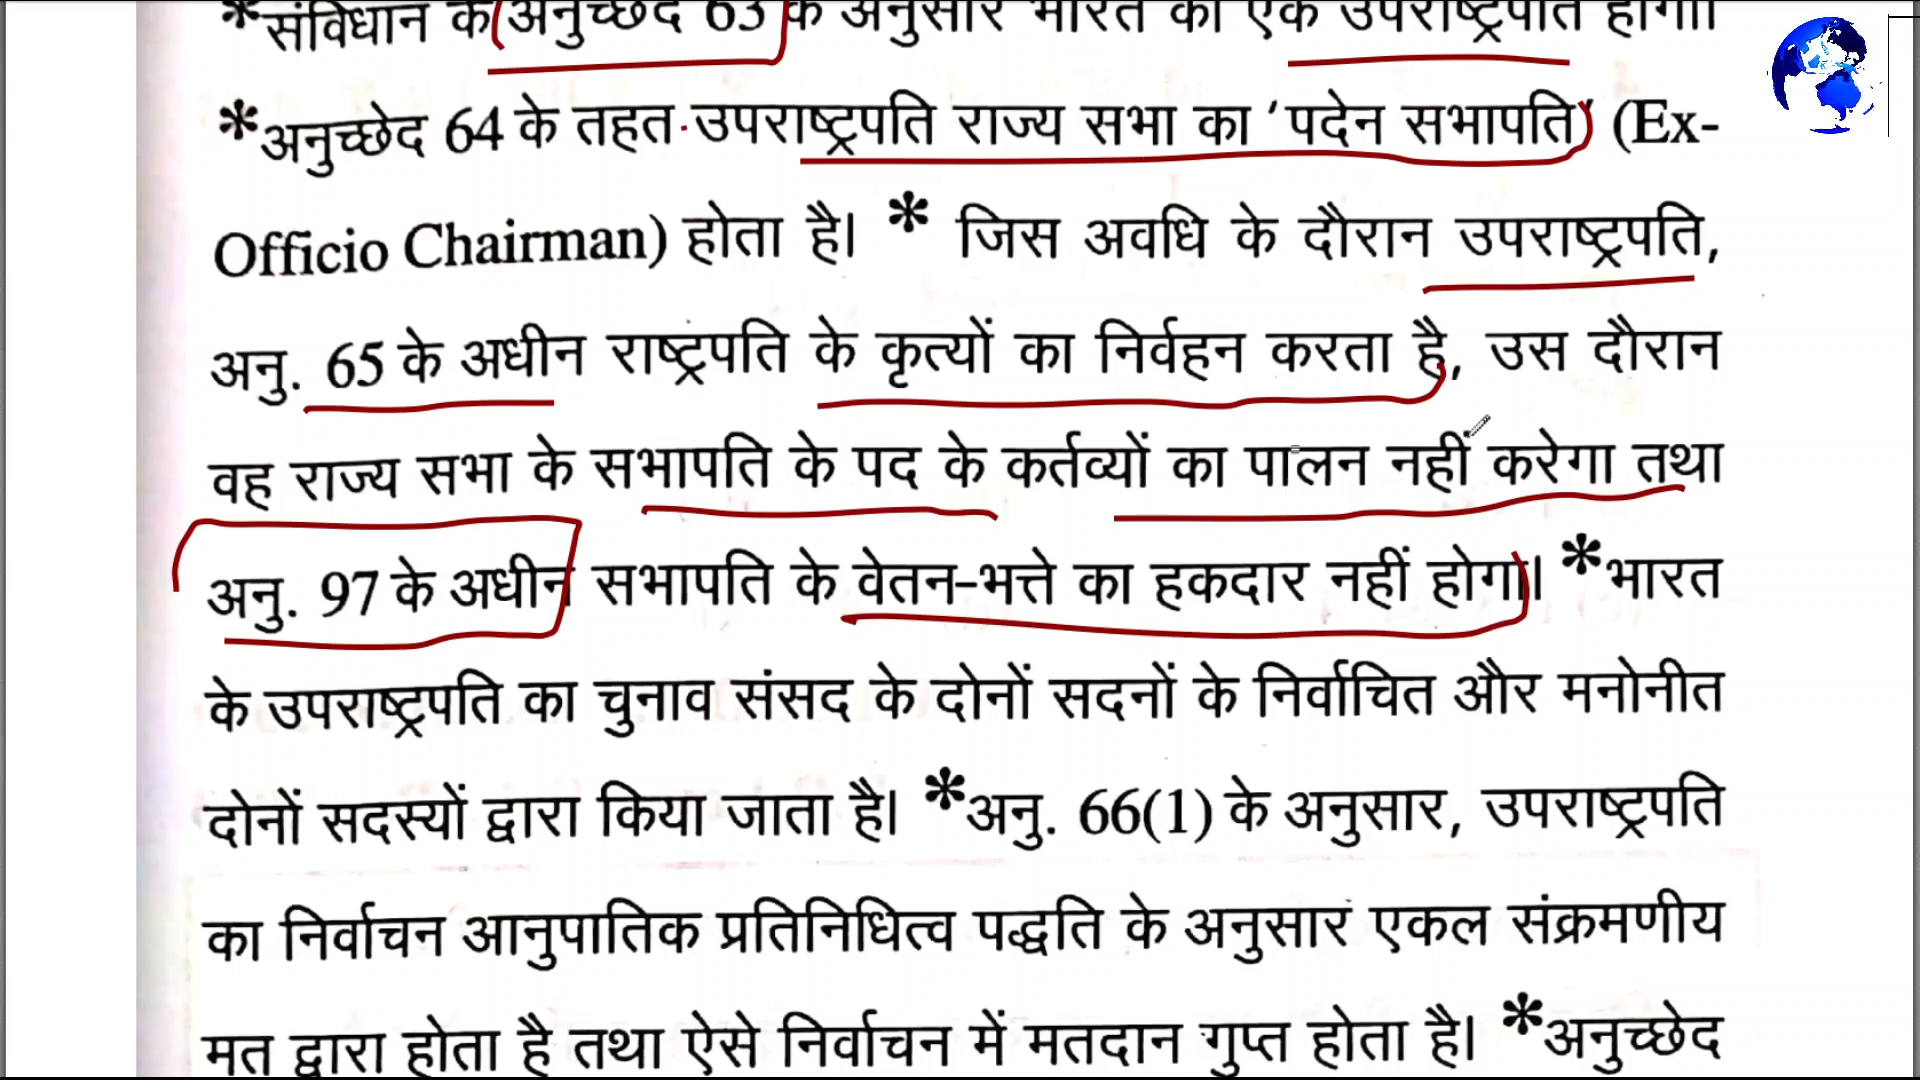 *संविधान के अनुच्छेद 63 के अनुसार भारत का एक उपराष्ट्रपति होगा।
*अनुच्छेद 64 के तहत उपराष्ट्रपति राज्य सभा का ‘पदेन सभापति’ (Ex-
Officio Chairman) होता है। * जिस अवधि के दौरान उपराष्ट्रपति,
अनु. 65 के अधीन राष्ट्रपति के कृत्यों का निर्वहन करता है, उस दौरान
वह राज्य सभा के सभापति के पद के कर्तव्यों का पालन नहीं करेगा तथा
अनु. 97 के अधीन सभापति के वेतन-भत्ते का हकदार नहीं होगा। *भारत
के उपराष्ट्रपति का चुनाव संसद के दोनों सदनों के निर्वाचित और मनोनीत
दोनों सदस्यों द्वारा किया जाता है। *अनु. 66(1) के अनुसार, उपराष्ट्रपति
का निर्वाचन आनुपातिक प्रतिनिधित्व पद्धति के अनुसार एकल संक्रमणीय
मत द्वारा होता है तथा ऐसे निर्वाचन में मतदान गुप्त होता है। *अनुच्छेद